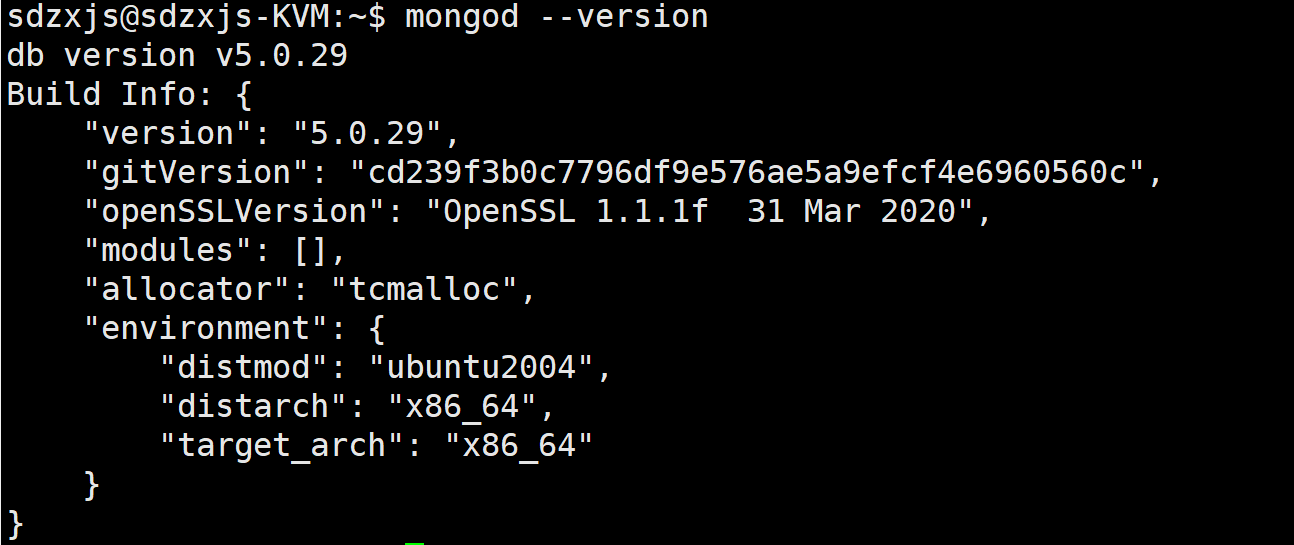 sdzxjs@sdzxjs-KVM:~$ mongod --version
db version v5.0.29
Build Info: {
    "version": "5.0.29",
    "gitVersion": "cd239f3b0c7796df9e576ae5a9efcf4e6960560c",
    "openSSLVersion": "OpenSSL 1.1.1f  31 Mar 2020",
    "modules": [],
    "allocator": "tcmalloc",
    "environment": {
        "distmod": "ubuntu2004",
        "distarch": "x86_64",
        "target_arch": "x86_64"
    }
}